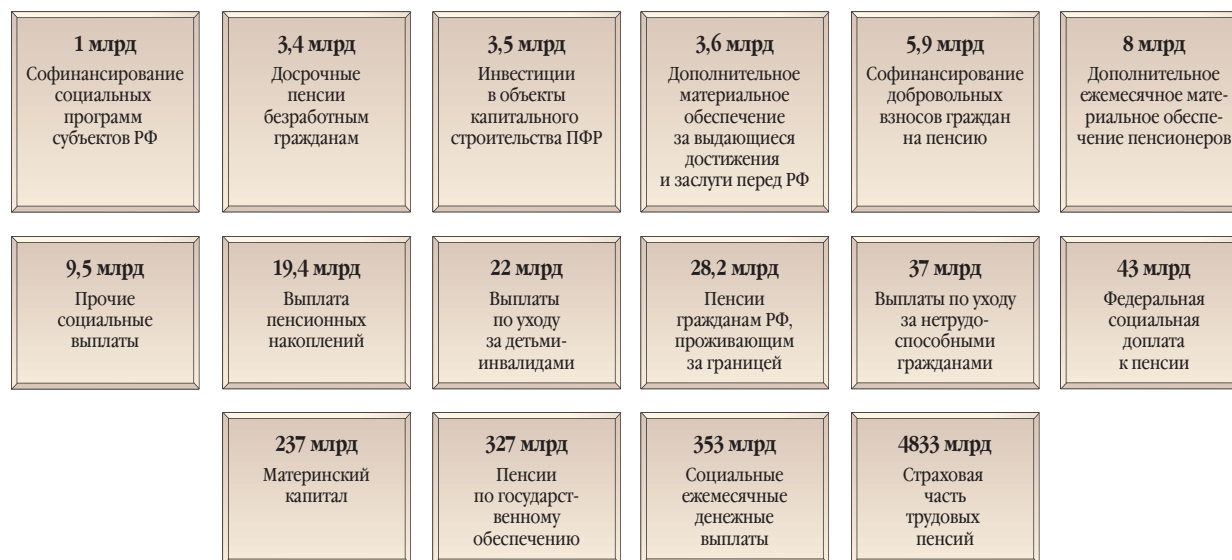 1 млрд
Софинансирование
социальных
программ
субъектов РФ
3,4 млрд
Досрочные
пенсии
безработным
гражданам
3,5 млрд
Инвестиции
в объекты
капитального
строительства ПФР
3,6 млрд
Дополнительное
материальное
обеспечение
за выдающиеся
достижения
и заслуги перед РФ
5,9 млрд
Софинансирование
добровольных
взносов граждан
на пенсию
8 млрд
Дополнительное
ежемесячное мате-
риальное обеспе-
чение пенсионеров
9,5 млрд
Прочие
социальные
выплаты
19,4 млрд
Выплата
пенсионных
накоплений
22 млрд
Выплаты
по уходу
за детьми-
инвалидами
28,2 млрд
Пенсии
гражданам РФ,
проживающим
за границей
37 млрд
Выплаты по уходу
за нетрудо-
способными
гражданами
43 млрд
Федеральная
социальная
доплата
к пенсии
237 млрд
Материнский
капитал
327 млрд
Пенсии
по государст-
венному
обеспечению
353 млрд
Социальные
ежемесячные
денежные
выплаты
4833 млрд
Страховая
часть
трудовых
пенсий